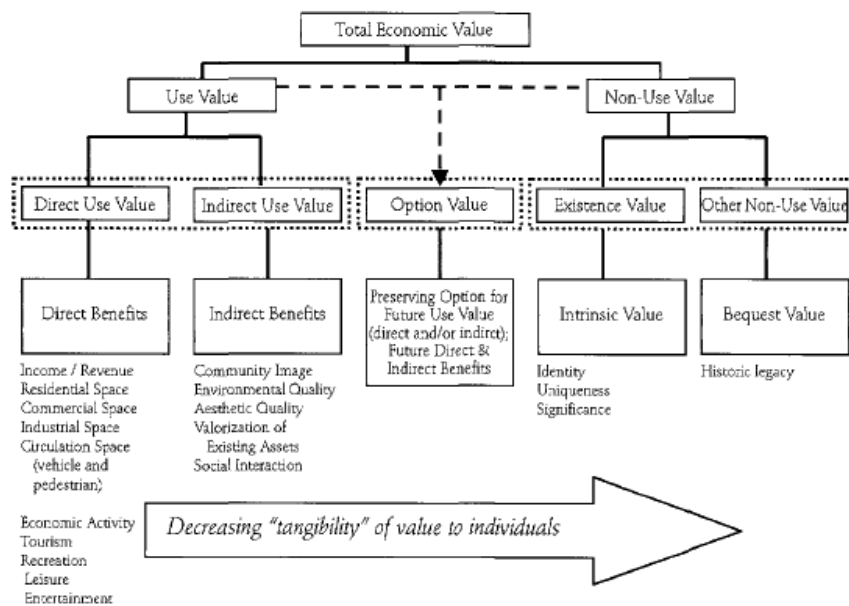 Total Economic Value
Use Value
Non-Use Value
Direct Use Value
Indirect Use Value
Option Value
Existence Value
Other Non-Use Value
Direct Benefits
Indirect Benefits
Preserving Option for
Future Use Value
(direct and/or indirct);
Future Direct &
Indirect Benefits
Intrinsic Value
Bequest Value
Income / Revenue
Residential Space
Commercial Space
Industrial Space
Circulation Space
(vehicle and
pedestrian)
Economic Activity
Tourism
Recreation
Leisure
Entertainment
Community Image
Environmental Quality
Aesthetic Quality
Valorization of
Existing Assets
Social Interaction
Identity
Uniqueness
Significance
Historic legacy
Decreasing "tangibility" of value to individuals